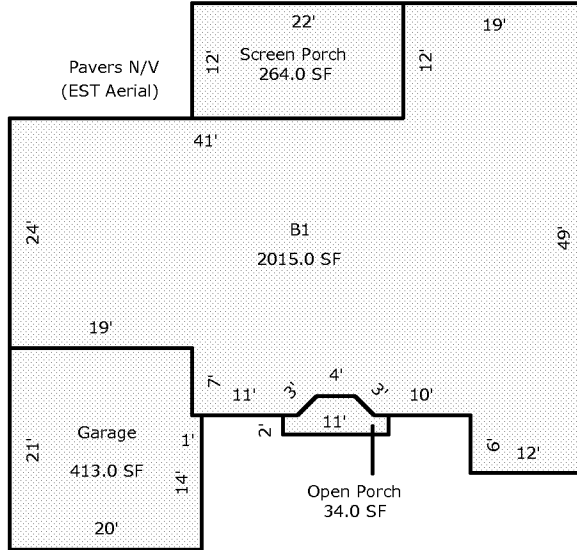 22'
19'
12'
Screen Porch
264.0 SF
12'
Pavers N/V
(EST Aerial)
41'
24'
B1
2015.0 SF
49'
19'
7'
11'
3'
4'
3'
10'
2'
11'
6'
12'
21'
Garage
413.0 SF
1'
14'
20'
Open Porch
34.0 SF